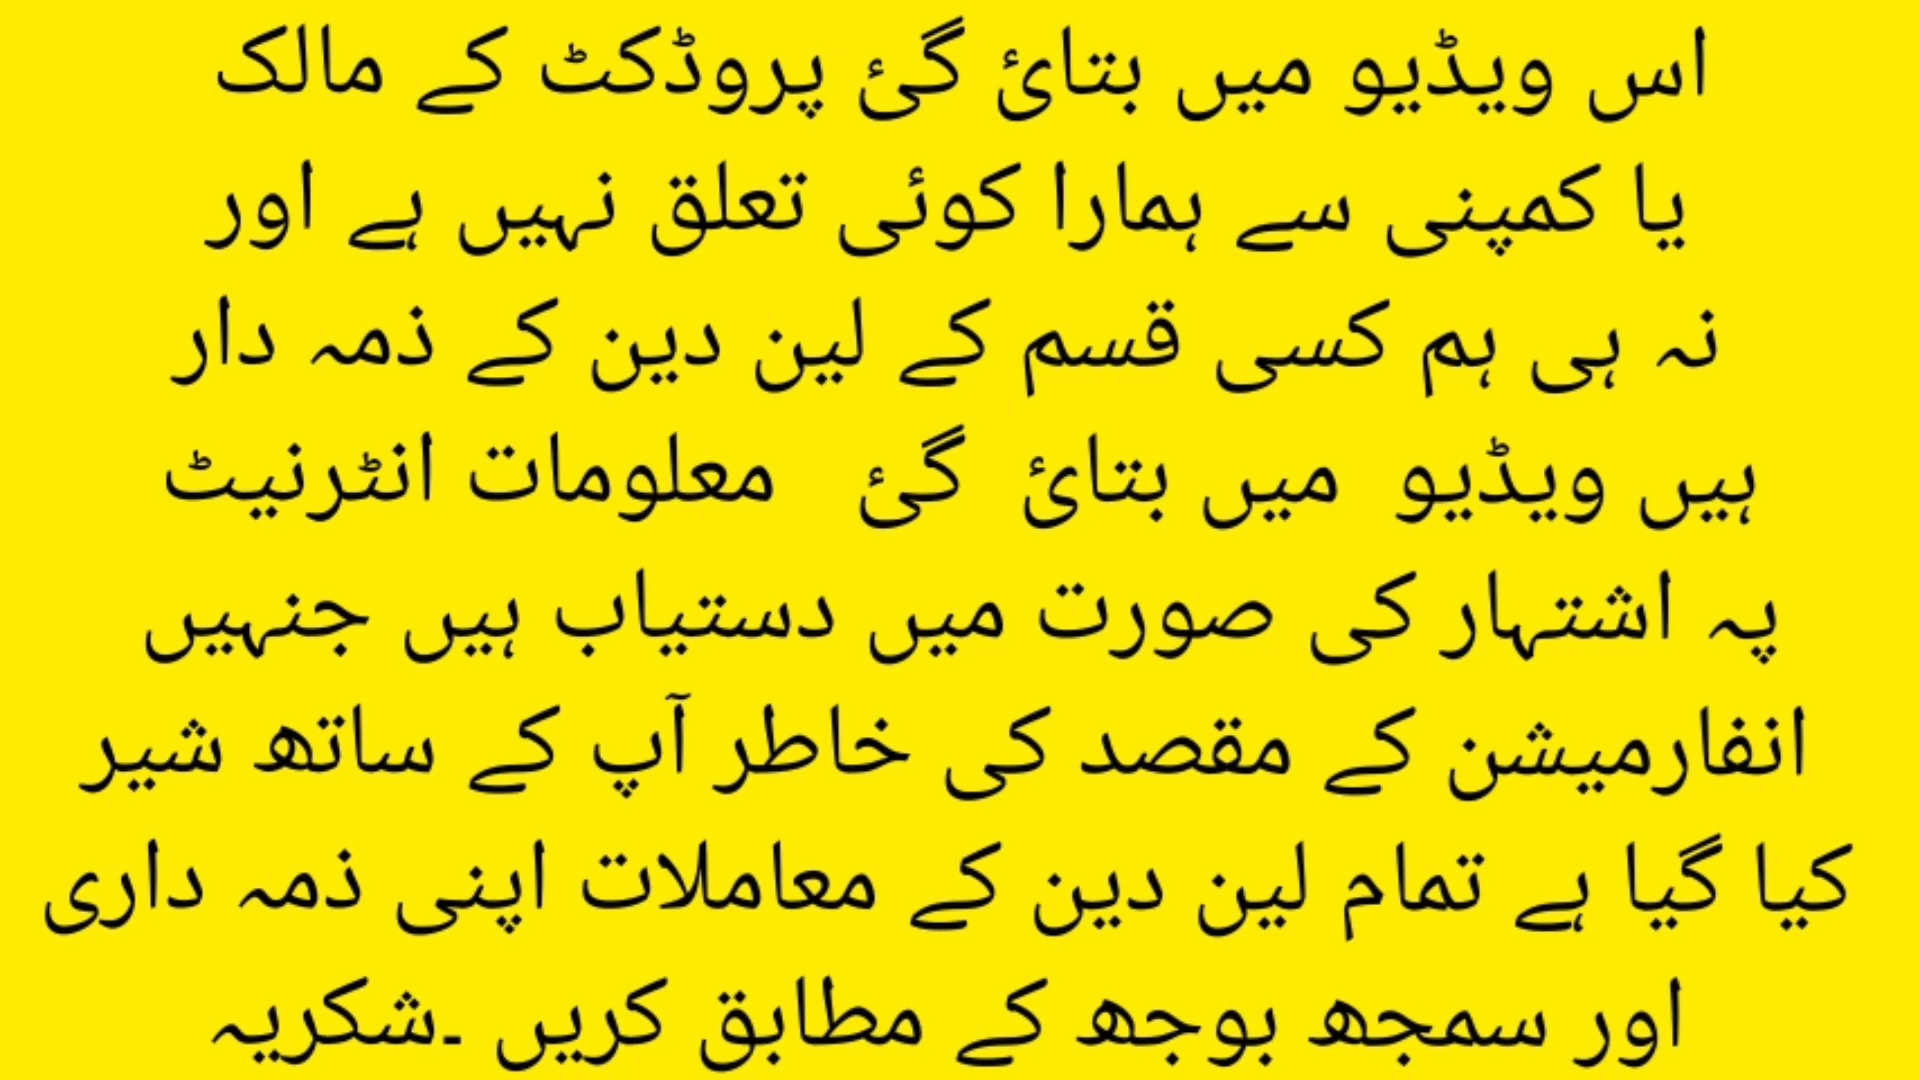 اس ویڈیو میں بتائ گئ پروڈکٹ کے مالک
یا کمپنی سے ہمارا کوئی تعلق نہیں ہے اور
نہ ہی ہم کسی قسم کے لین دین کے ذمہ دار
ہیں ویڈیو میں بتائ گئ معلومات انٹرنیٹ
پہ اشتہار کی صورت میں دستیاب ہیں جنہیں
انفارمیشن کے مقصد کی خاطر آپ کے ساتھ شیر
کیا گیا ہے تمام لین دین کے معاملات اپنی ذمہ داری
اور سمجھ بوجھ کے مطابق کریں ۔شکریہ